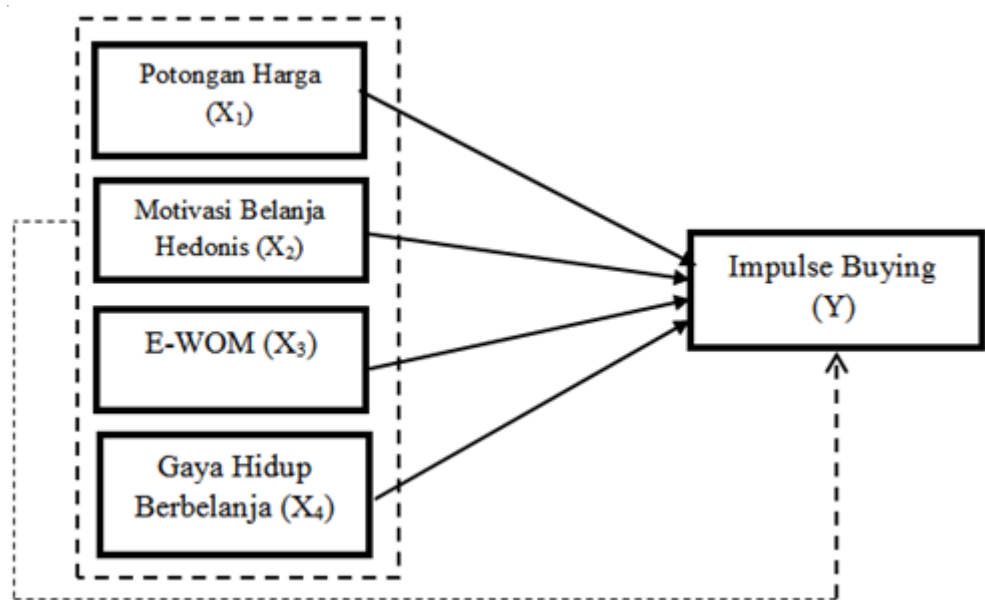 Potongan Harga
(X₁)
Motivasi Belanja
Hedonis (X₂)
E-WOM (X₃)
Gaya Hidup
Berbelanja (X₄)
Impulse Buying
(Y)